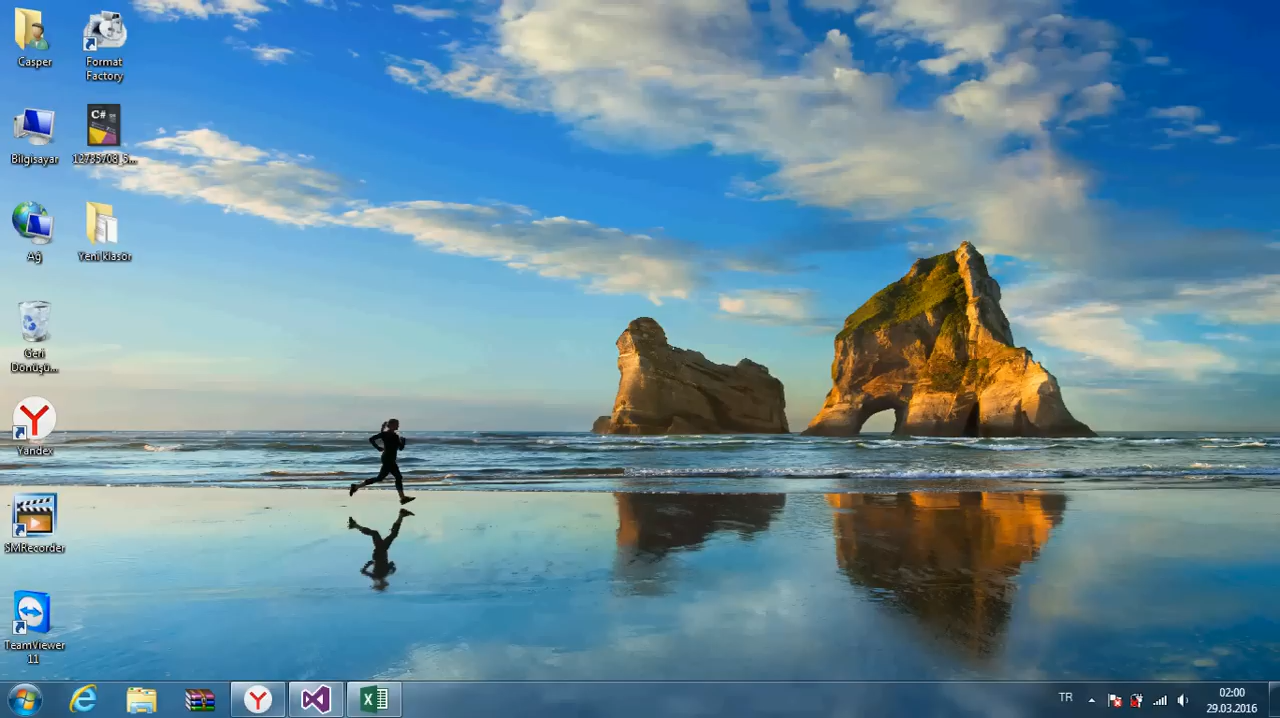 Casper
Format
Factory
Bilgisayar
C#
12785708_5...
Ağ
Yeni klasör
Geri
Dönüşü...
Yandex
SMRecorder
TeamViewer
11
TR
02:00
29.03.2016